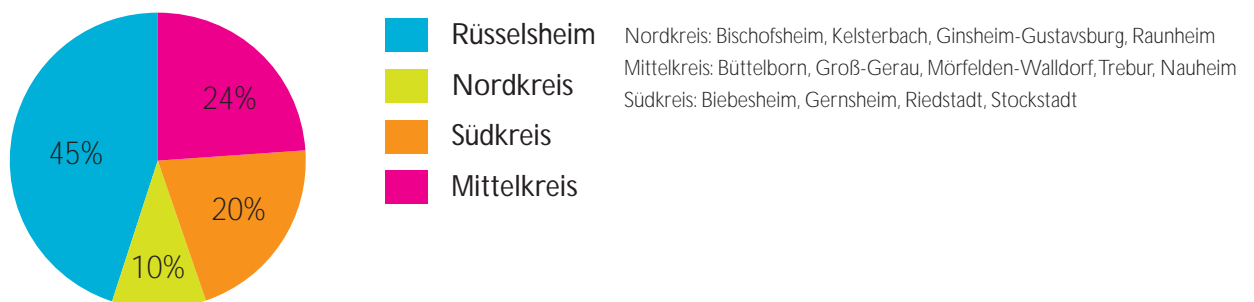 24%
45%
20%
10%
Rüsselsheim
Nordkreis
Südkreis
Mittelkreis
Nordkreis: Bischofsheim, Kelsterbach, Ginsheim-Gustavsburg, Raunheim
Mittelkreis: Büttelborn, Groß-Gerau, Mörfelden-Walldorf, Trebur, Nauheim
Südkreis: Biebesheim, Gernsheim, Riedstadt, Stockstadt